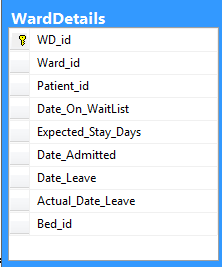 WardDetails
WD_id
Ward_id
Patient_id
Date_On_WaitList
Expected_Stay_Days
Date_Admitted
Date_Leave
Actual_Date_Leave
Bed_id